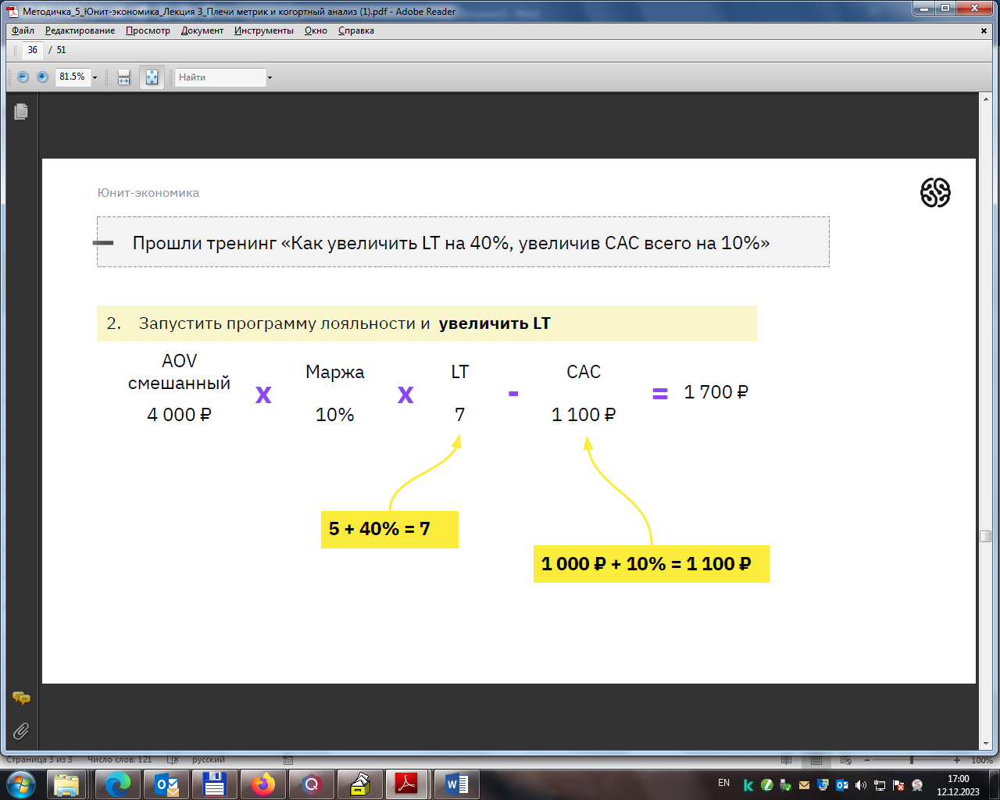 Методичка_5_Юнит-экономика_Лекция 3_Плечи метрик и когортный анализ (1).pdf - Adobe Reader
Файл Редактирование Просмотр Документ Инструменты Окно Справка
36 / 51
81.5% Найти
Юнит-экономика
Прошли тренинг «Как увеличить LT на 40%, увеличив CAC всего на 10%»
2. Запустить программу лояльности и увеличить LT
AOV
смешанный Маржа LT CAC
x x - = 1 700 ₽
4 000 ₽ 10% 7 1 100 ₽
5 + 40% = 7
1 000 ₽ + 10% = 1 100 ₽
Страница 3 из 3 Число слов: 121 русский 100%
EN 17:00
12.12.2023